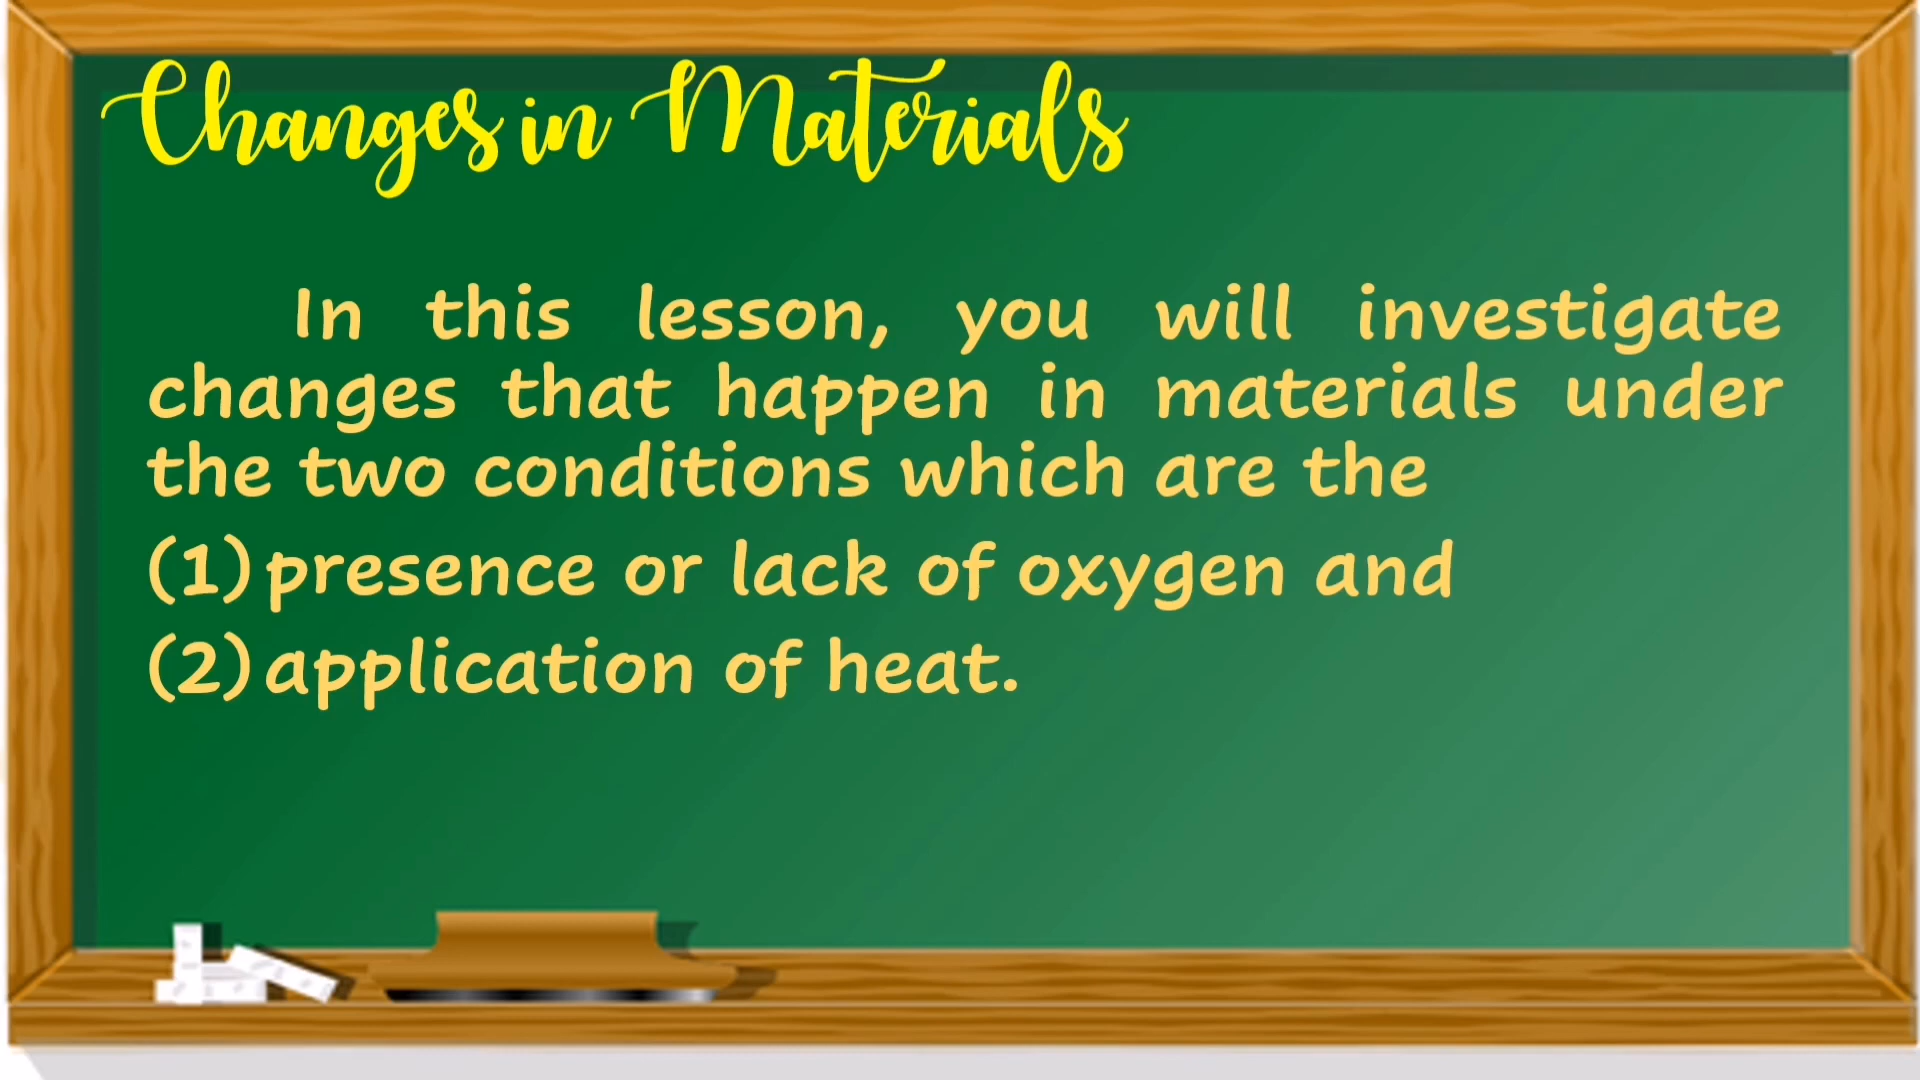 Changes in Materials
In this lesson, you will investigate
changes that happen in materials under
the two conditions which are the
(1) presence or lack of oxygen and
(2) application of heat.